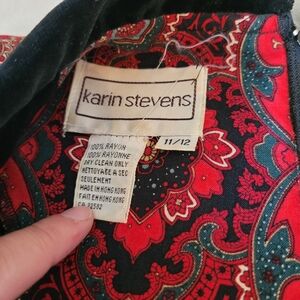 karin stevens
11/12
100% RAYON
100% RAYONNE
DRY CLEAN ONLY
NETTOYAGE A SEC
SEULEMENT
MADE IN HONG KONG
FAIT EN HONG KONG